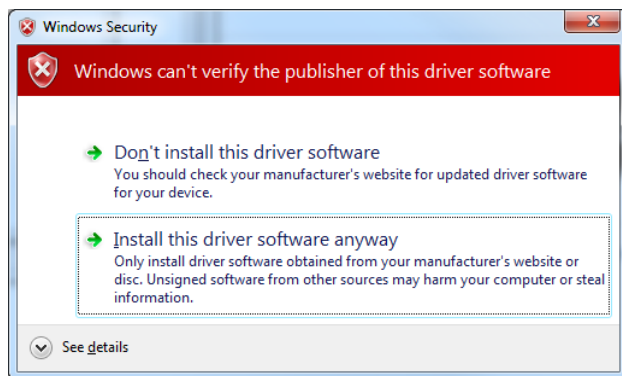 Windows Security
Windows can't verify the publisher of this driver software
Don't install this driver software
You should check your manufacturer's website for updated driver software
for your device.
Install this driver software anyway
Only install driver software obtained from your manufacturer's website or
disc. Unsigned software from other sources may harm your computer or steal
information.
See details